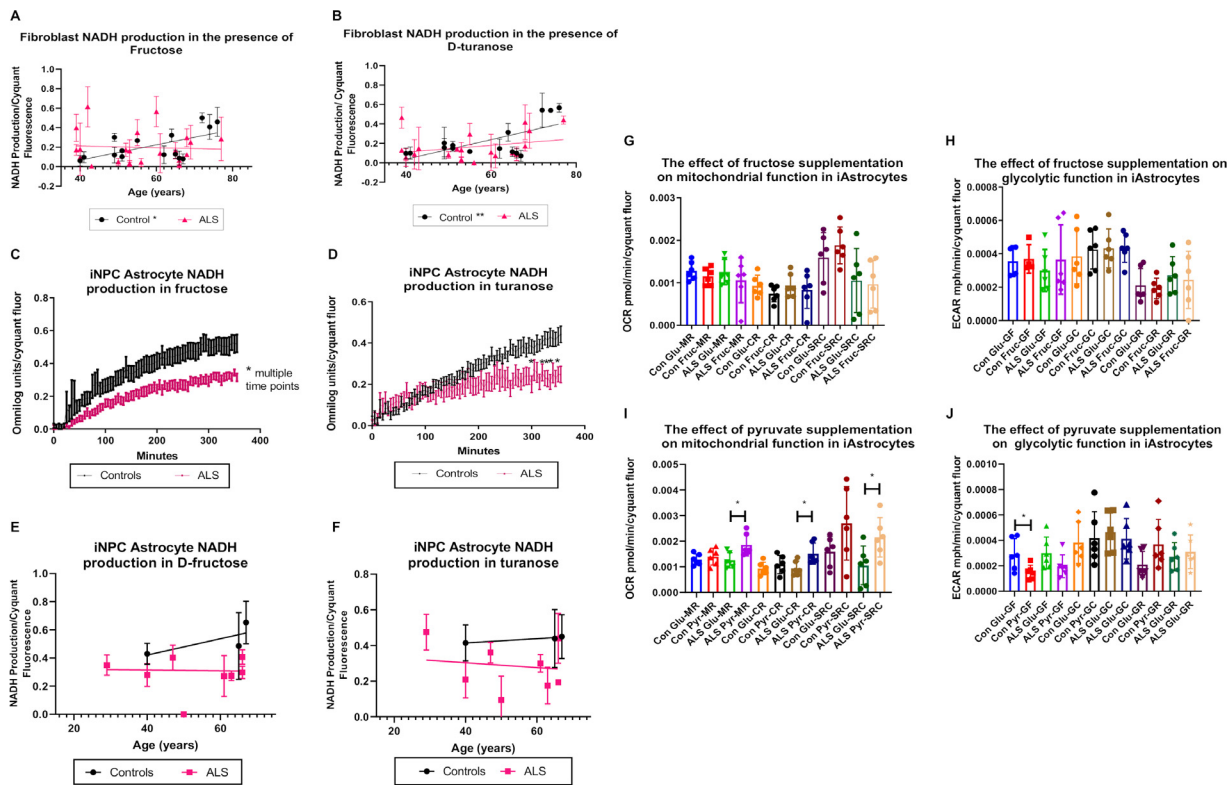 A
Fibroblast NADH production in the presence of
Fructose
NADH Production/Cyquant
Fluorescence
1.0
0.8
0.6
0.4
0.2
0.0
-0.2
20
40
60
80
Age (years)
Control *
ALS
B
Fibroblast NADH production in the presence of
D-turanose
NADH Production/ Cyquant
Fluorescence
1.0
0.8
0.6
0.4
0.2
0.0
-0.2
20
40
60
80
Age (years)
Control **
ALS
C
iNPC Astrocyte NADH
production in fructose
Omnilog units/cyquant fluor
0.8
0.6
0.4
0.2
0.0
* multiple
time points
0
100
200
300
400
Minutes
Controls
ALS
D
iNPC Astrocyte NADH
production in turanose
Omnilog units/cyquant fluor
0.8
0.6
0.4
0.2
0.0
0
100
200
300
400
Minutes
Controls
ALS
E
iNPC Astrocyte NADH
production in D-fructose
NADH Production/Cyquant
Fluorescence
1.0
0.8
0.6
0.4
0.2
0.0
20
40
60
Age (years)
Controls
ALS
F
iNPC Astrocyte NADH
production in turanose
NADH Production/Cyquant
Fluorescence
1.0
0.8
0.6
0.4
0.2
0.0
20
40
60
Age (years)
Controls
ALS
G
The effect of fructose supplementation
on mitochondrial function in iAstrocytes
OCR pmol/min/cyquant fluor
0.003
0.002
0.001
0.000
Con Glu-MR
Con Fruc-MR
ALS Glu-MR
ALS Fruc-MR
Con Glu-CR
Con Fruc-CR
ALS Glu-CR
ALS Fruc-CR
Con Glu-SRC
Con Fruc-SRC
ALS Glu-SRC
ALS Fruc-SRC
H
The effect of fructose supplementation on
glycolytic function in iAstrocytes
ECAR mph/min/cyquant fluor
0.0008
0.0006
0.0004
0.0002
0.0000
Con Glu-GF
Con Fruc-GF
ALS Glu-GF
ALS Fruc-GF
Con Glu-GC
Con Fruc-GC
ALS Glu-GC
ALS Fruc-GC
Con Glu-GR
Con Fruc-GR
ALS Glu-GR
ALS Fruc-GR
I
The effect of pyruvate supplementation
on mitochondrial function in iAstrocytes
OCR pmol/min/cyquant fluor
0.005
0.004
0.003
0.002
0.001
0.000
*
*
*
Con Glu-MR
Con Pyr-MR
ALS Glu-MR
ALS Pyr-MR
Con Glu-CR
Con Pyr-CR
ALS Glu-CR
ALS Pyr-CR
Con Glu-SRC
Con Pyr-SRC
ALS Glu-SRC
ALS Pyr-SRC
J
The effect of pyruvate supplementation
on glycolytic function in iAstrocytes
ECAR mph/min/cyquant fluor
0.0010
0.0008
0.0006
0.0004
0.0002
0.0000
*
Con Glu-GF
Con Pyr-GF
ALS Glu-GF
ALS Pyr-GF
Con Glu-GC
Con Pyr-GC
ALS Glu-GC
ALS Glu-GC
Con Glu-GR
Con Pyr-GR
ALS Glu-GR
ALS Glu-GR